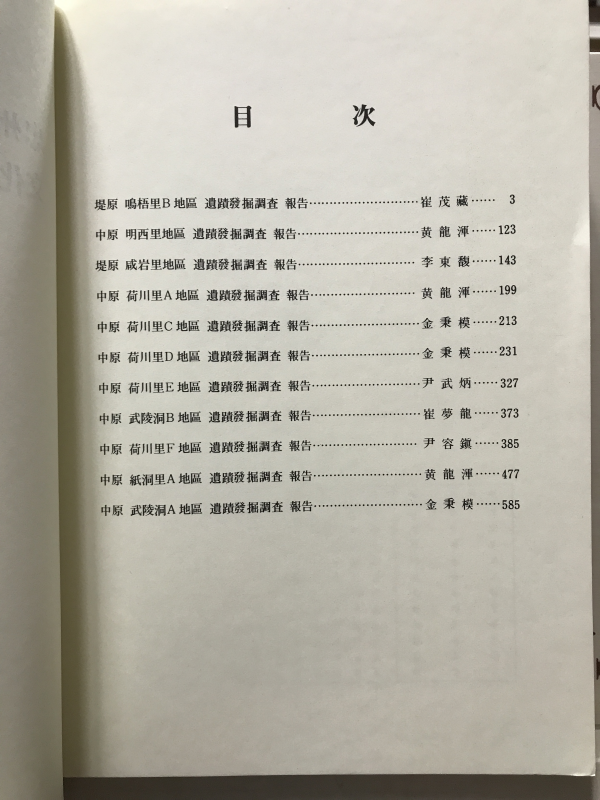 目 次
堤原 鳴梧里B地區 遺蹟發掘調査 報告…………………………崔茂藏…… 3
中原 明西里地區 遺蹟發掘調査 報告…………………………黄龍渾……123
堤原 咸岩里地區 遺蹟發掘調査 報告…………………………李東馥……143
中原 荷川里A地區 遺蹟發掘調査 報告…………………………黄龍渾……199
中原 荷川里C地區 遺蹟發掘調査 報告…………………………金秉模……213
中原 荷川里D地區 遺蹟發掘調査 報告…………………………金秉模……231
中原 荷川里E地區 遺蹟發掘調査 報告…………………………尹武炳……327
中原 武陵洞B地區 遺蹟發掘調査 報告…………………………崔夢龍……373
中原 荷川里F地區 遺蹟發掘調査 報告…………………………尹容鎭……385
中原 紙洞里A地區 遺蹟發掘調査 報告…………………………黄龍渾……477
中原 武陵洞A地區 遺蹟發掘調査 報告…………………………金秉模……585